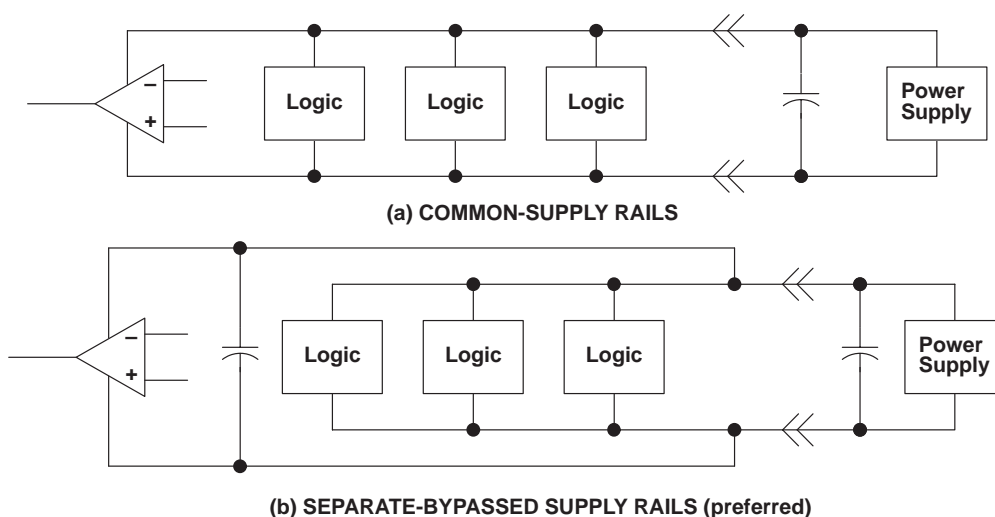 Logic
Logic
Logic
Power
Supply
−
+
(a) COMMON-SUPPLY RAILS
Logic
Logic
Logic
Power
Supply
−
+
(b) SEPARATE-BYPASSED SUPPLY RAILS (preferred)